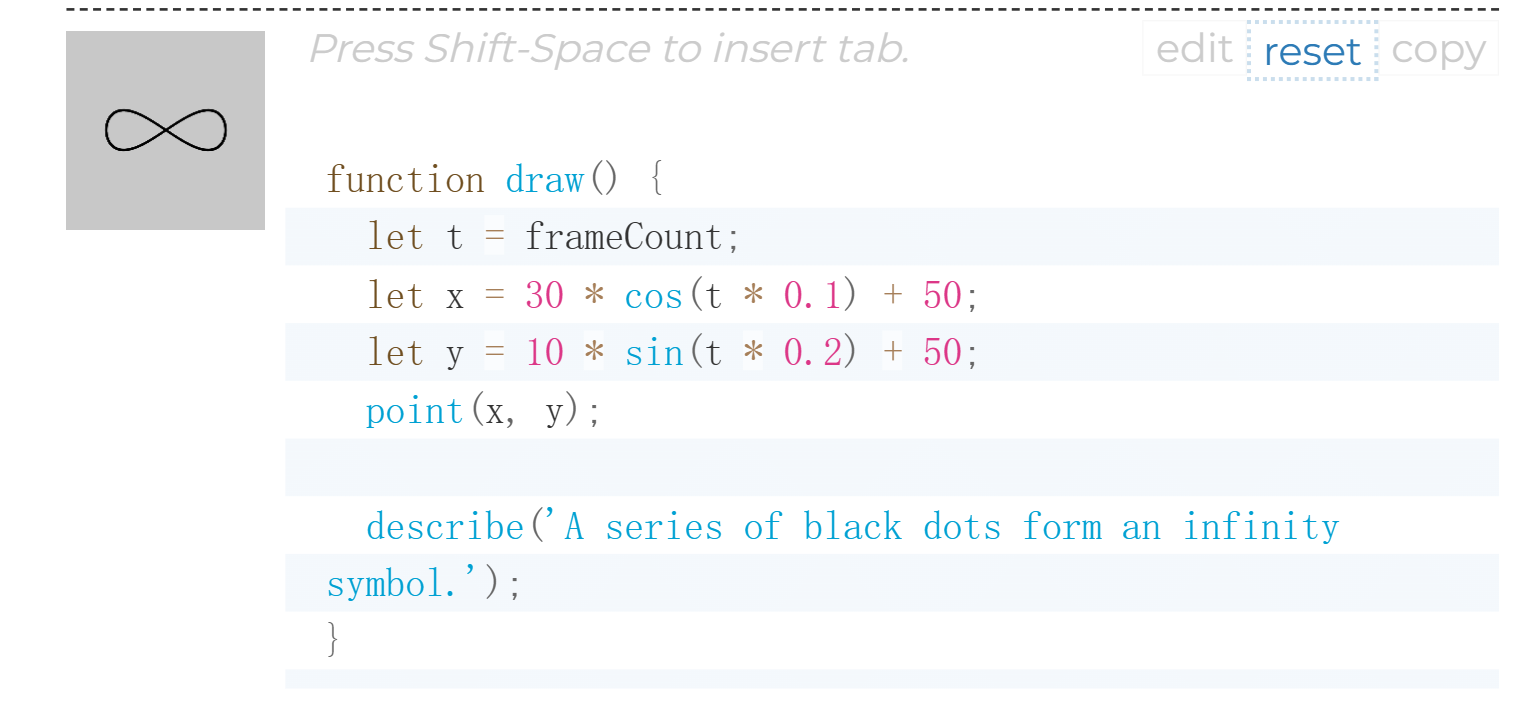 Press Shift-Space to insert tab.
edit reset copy
function draw() {
  let t = frameCount;
  let x = 30 * cos(t * 0.1) + 50;
  let y = 10 * sin(t * 0.2) + 50;
  point(x, y);
  describe('A series of black dots form an infinity
symbol.');
}